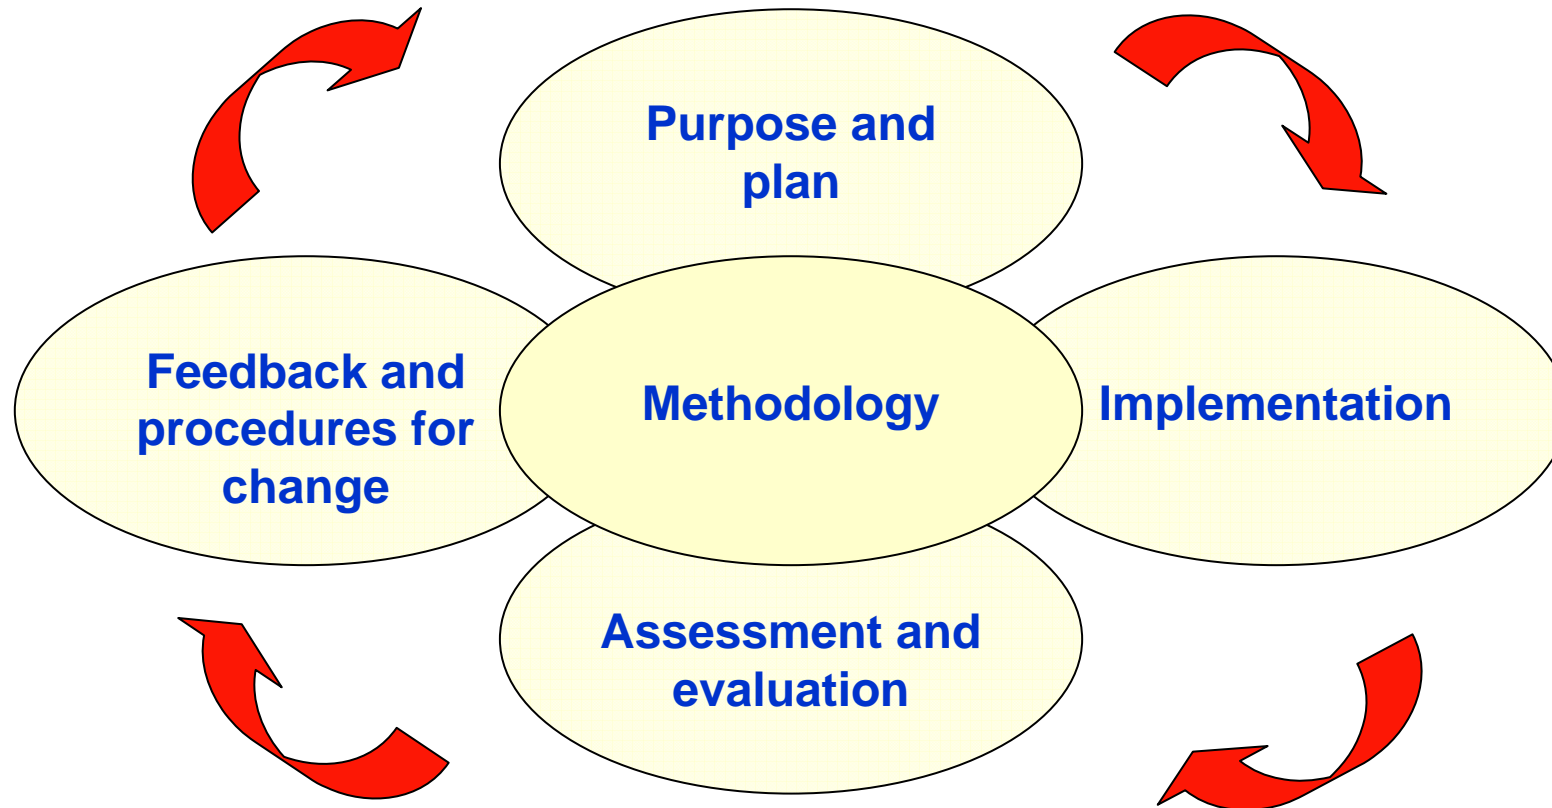 Purpose and
plan
Feedback and
procedures for
change
Methodology
Implementation
Assessment and
evaluation